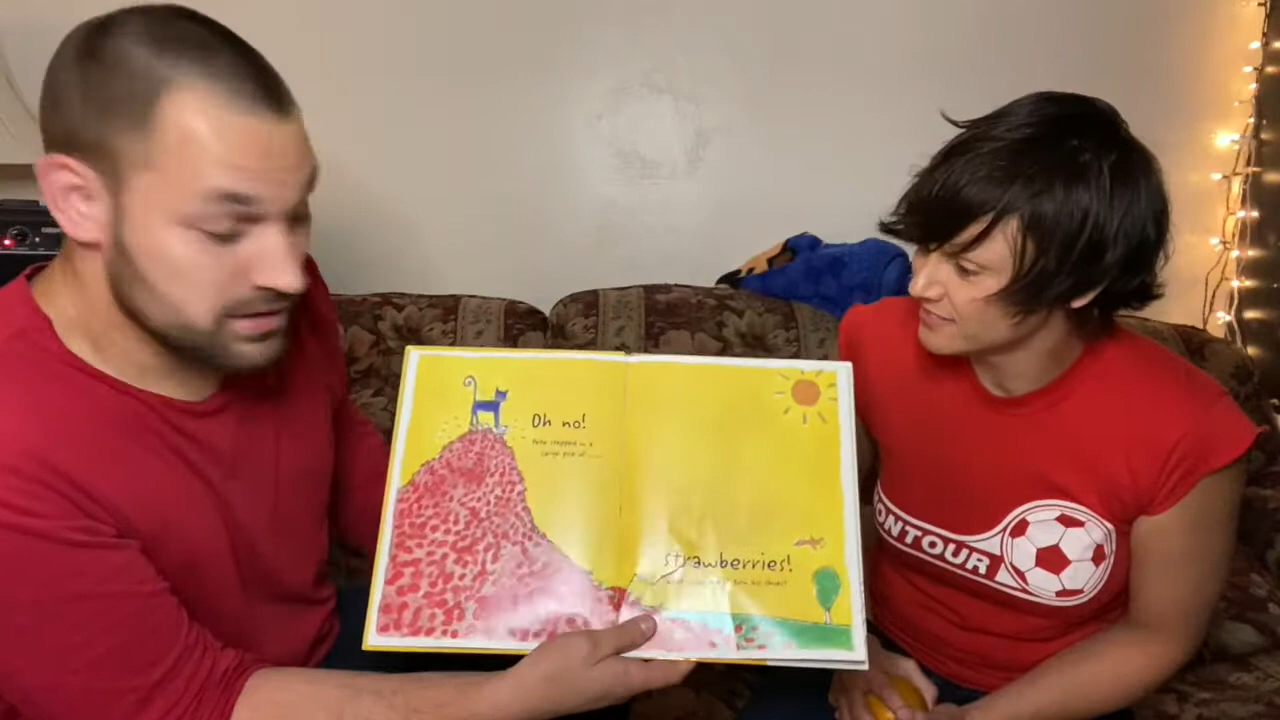 Oh no!
Pete stepped in a
large pile of
strawberries!
ONTOUR